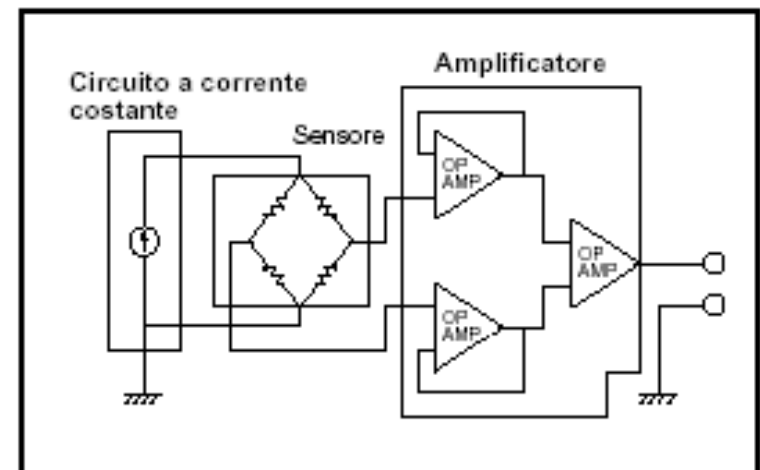 Amplificatore
Circuito a corrente
costante
Sensore
OP
AMP
OP
AMP
OP
AMP